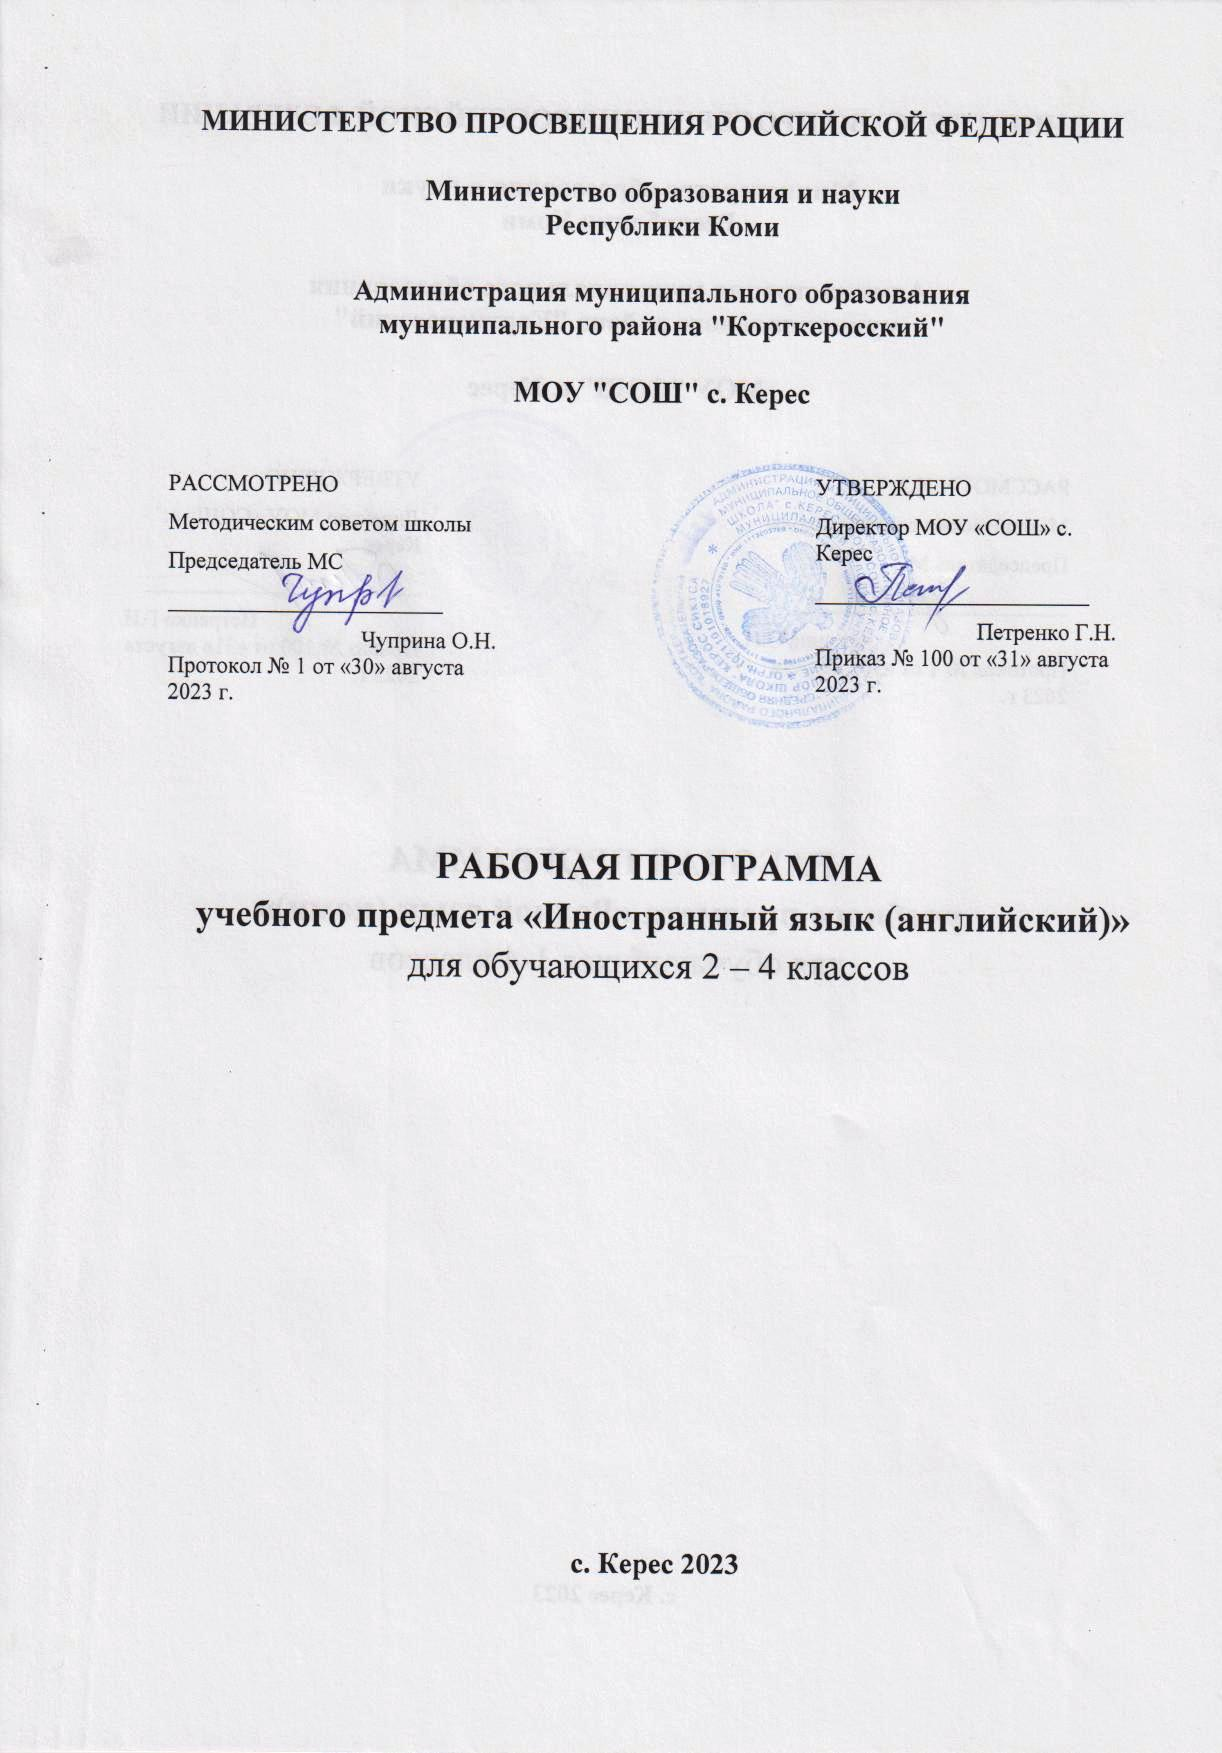 МИНИСТЕРСТВО ПРОСВЕЩЕНИЯ РОССИЙСКОЙ ФЕДЕРАЦИИ
Министерство образования и науки
Республики Коми
Администрация муниципального образования
муниципального района "Корткеросский"
МОУ "СОШ" с. Керес
РАССМОТРЕНО
Методическим советом школы
Председатель МС
Чуприна О.Н.
Протокол № 1 от «30» августа
2023 г.
УТВЕРЖДЕНО
Директор МОУ «СОШ» с.
Керес
Петренко Г.Н.
Приказ № 100 от «31» августа
2023 г.
РАБОЧАЯ ПРОГРАММА
учебного предмета «Иностранный язык (английский)»
для обучающихся 2 – 4 классов
с. Керес 2023